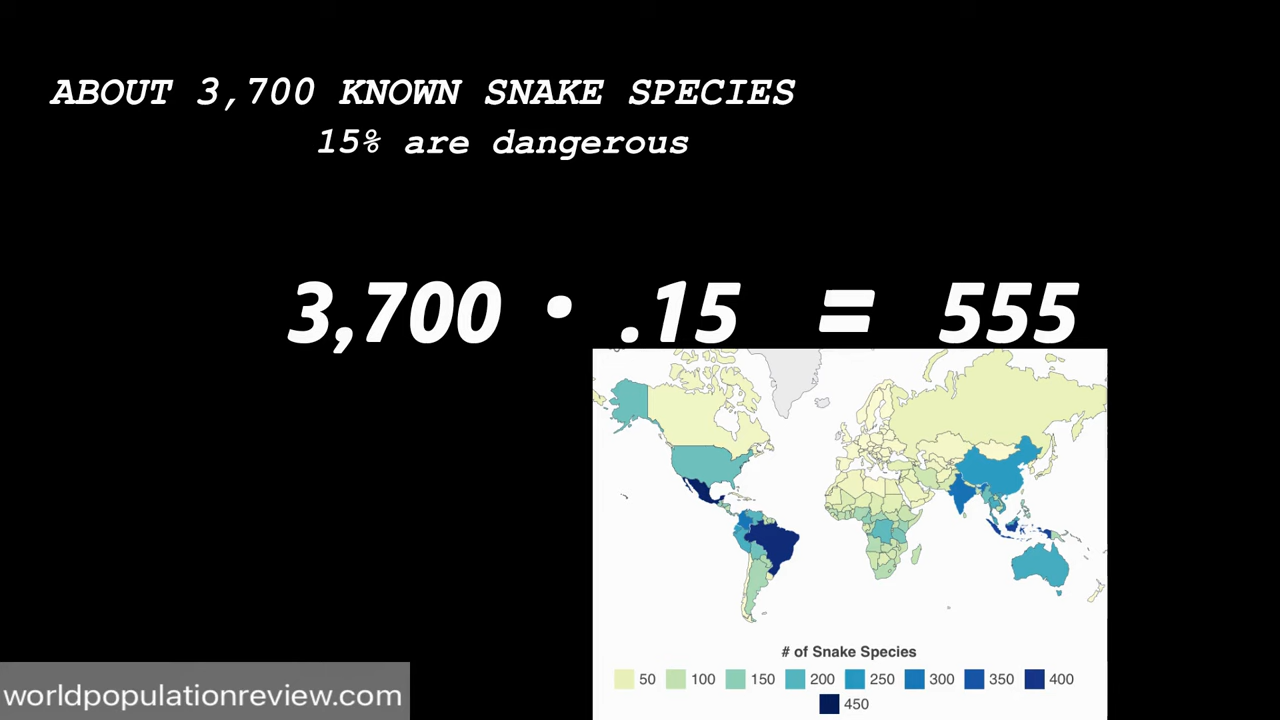 ABOUT 3,700 KNOWN SNAKE SPECIES
15% are dangerous
3,700 • .15 = 555
# of Snake Species
50 100 150 200 250 300 350 400
450
worldpopulationreview.com